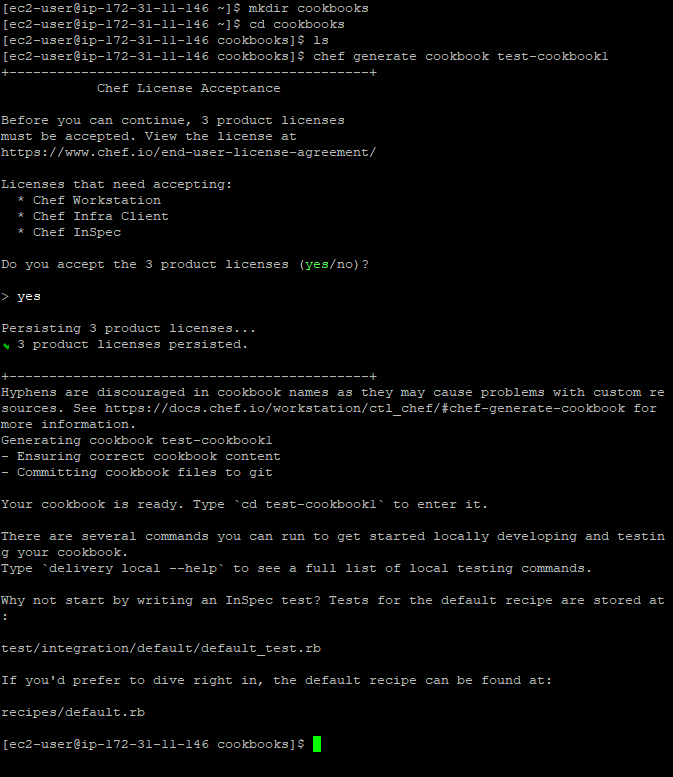 [ec2-user@ip-172-31-11-146 ~]$ mkdir cookbooks
[ec2-user@ip-172-31-11-146 ~]$ cd cookbooks
[ec2-user@ip-172-31-11-146 cookbooks]$ ls
[ec2-user@ip-172-31-11-146 cookbooks]$ chef generate cookbook test-cookbook1
+---------------------------------------------+
            Chef License Acceptance

Before you can continue, 3 product licenses
must be accepted. View the license at
https://www.chef.io/end-user-license-agreement/

Licenses that need accepting:
  * Chef Workstation
  * Chef Infra Client
  * Chef InSpec

Do you accept the 3 product licenses (yes/no)?

> yes

Persisting 3 product licenses...
✔ 3 product licenses persisted.

+---------------------------------------------+
Hyphens are discouraged in cookbook names as they may cause problems with custom re
sources. See https://docs.chef.io/workstation/ctl_chef/#chef-generate-cookbook for
more information.
Generating cookbook test-cookbook1
- Ensuring correct cookbook content
- Committing cookbook files to git

Your cookbook is ready. Type `cd test-cookbook1` to enter it.

There are several commands you can run to get started locally developing and testin
g your cookbook.
Type `delivery local --help` to see a full list of local testing commands.

Why not start by writing an InSpec test? Tests for the default recipe are stored at
:

test/integration/default/default_test.rb

If you'd prefer to dive right in, the default recipe can be found at:

recipes/default.rb

[ec2-user@ip-172-31-11-146 cookbooks]$